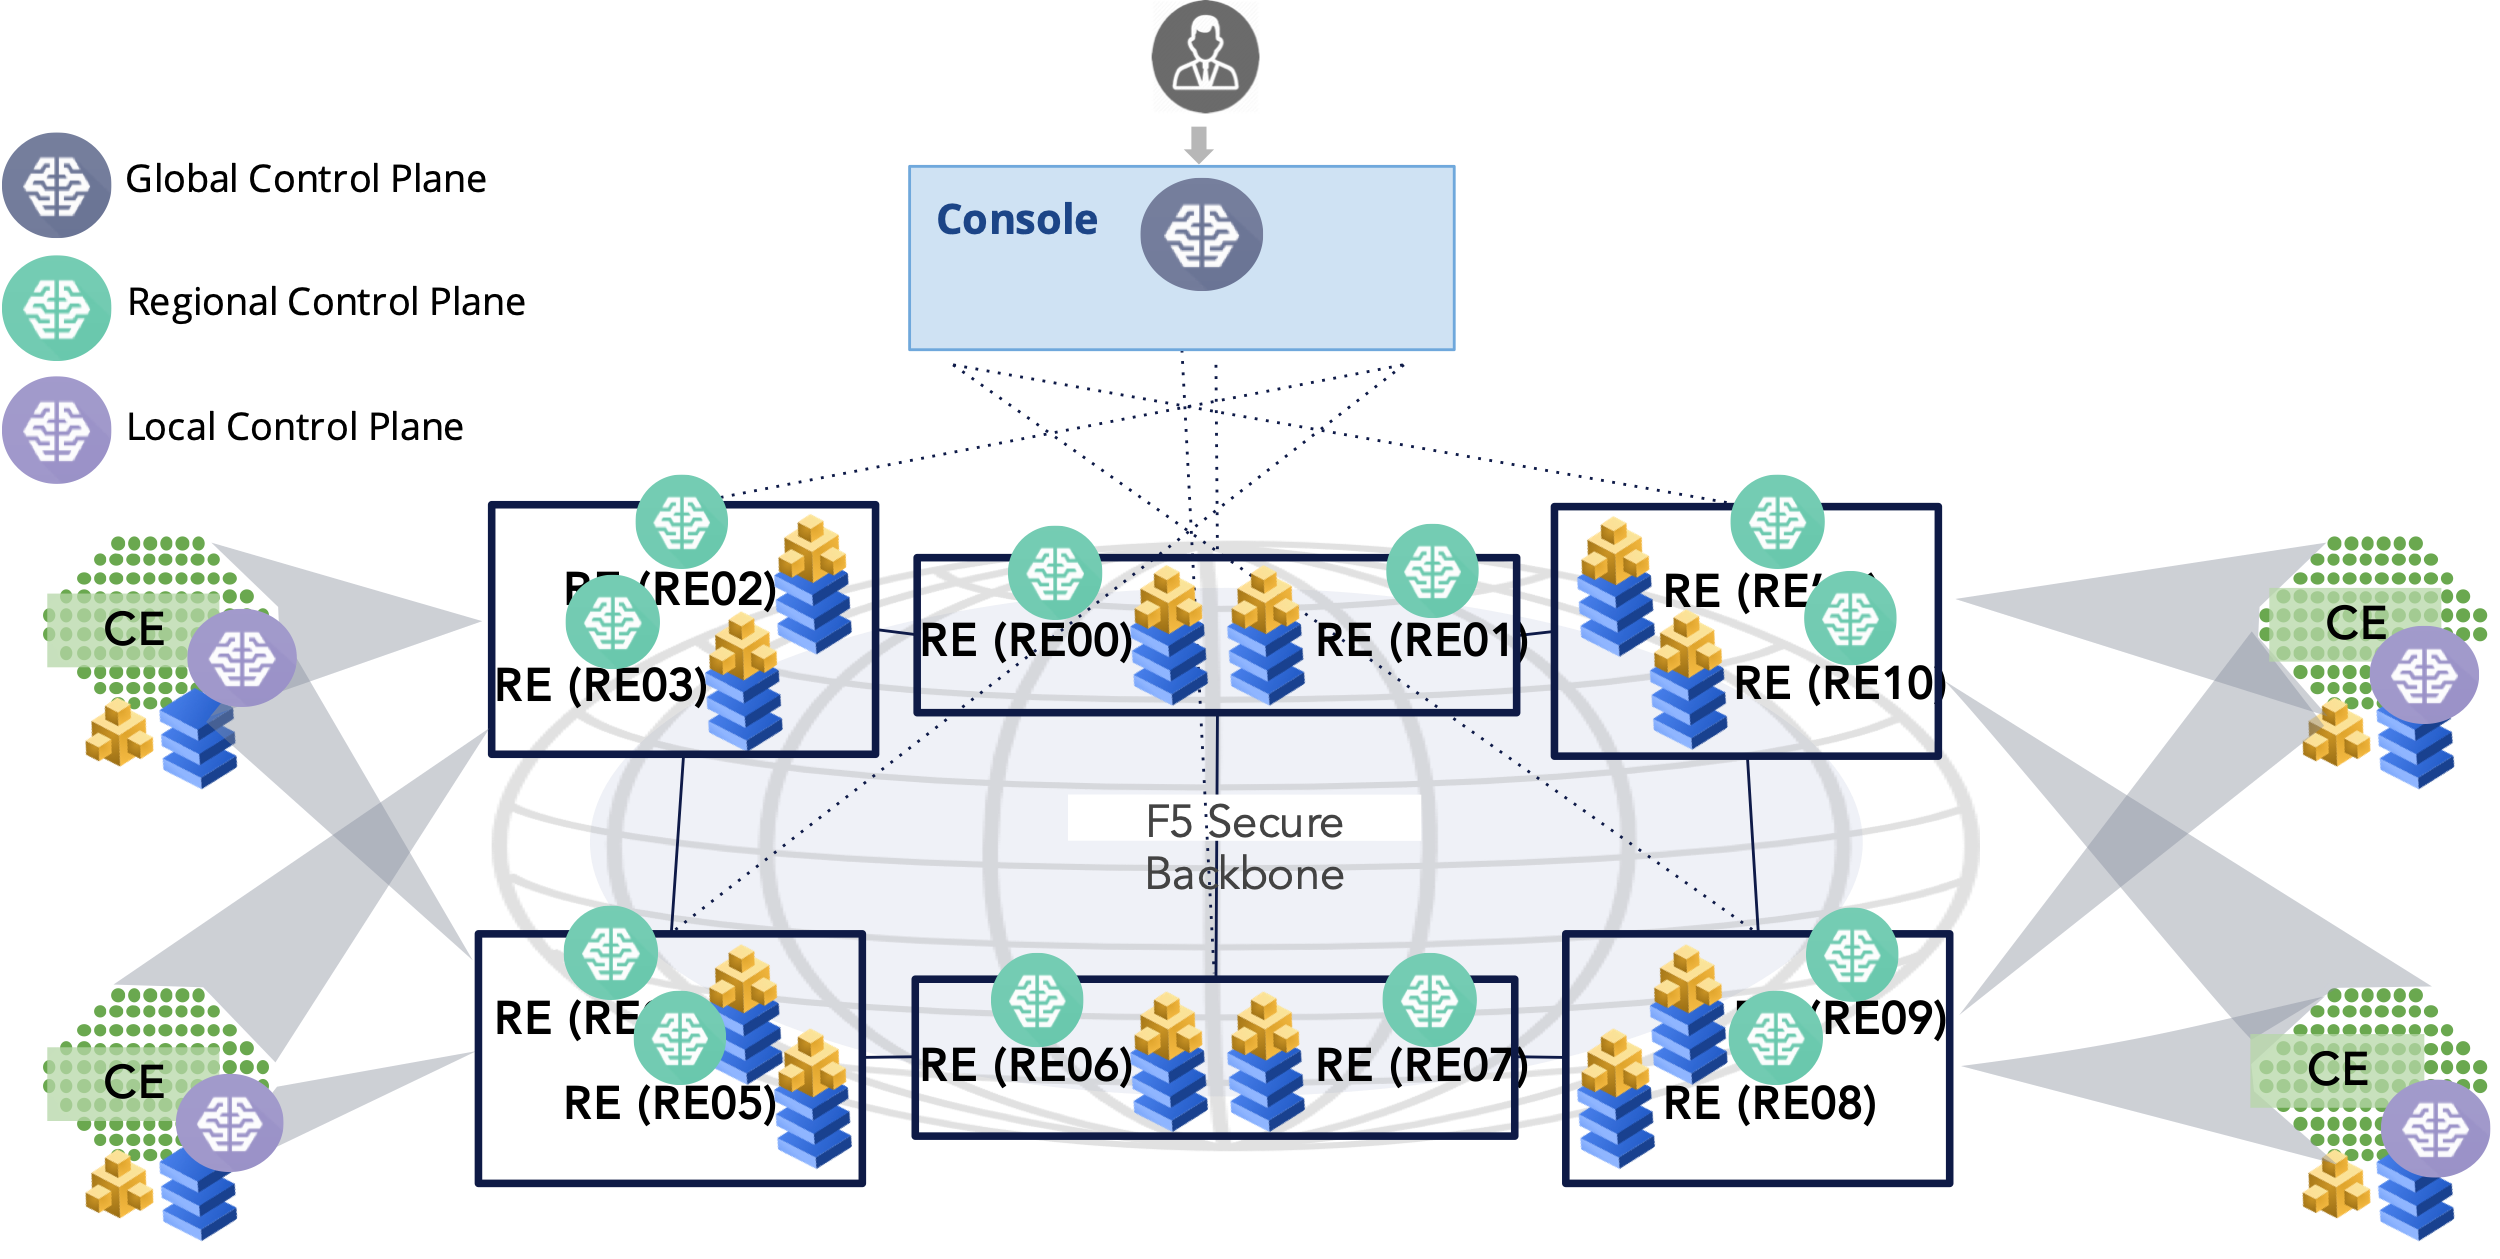 Global Control Plane
Console
Regional Control Plane
Local Control Plane
RE (RE02)
RE (RE
CE
CE
RE (RE00)
RE (RE01)
RE (RE03)
RE (RE10)
F5 Secure
Backbone
RE (RE
(RE09)
CE
RE (RE06)
RE (RE07)
CE
RE (RE05)
RE (RE08)